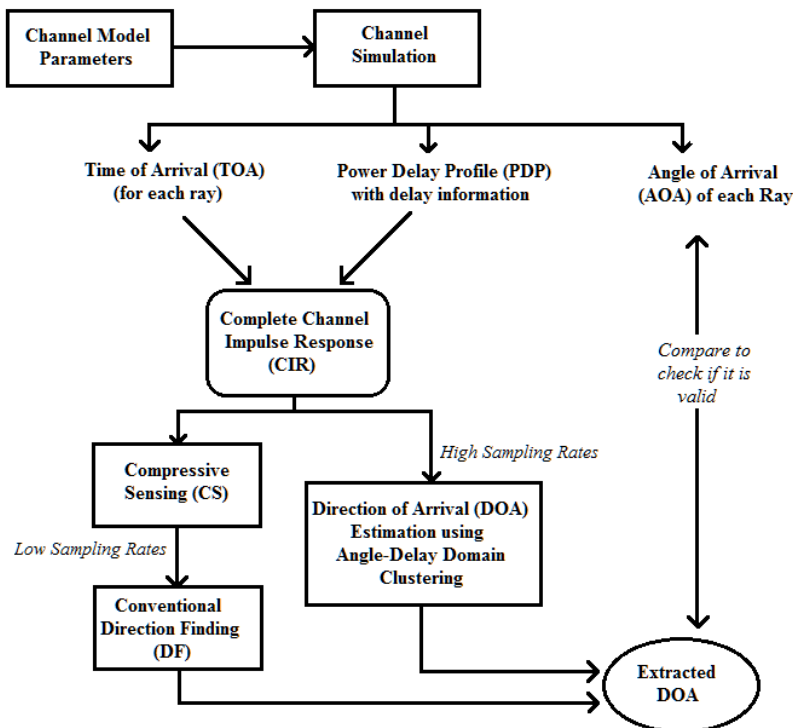 Channel Model
Parameters
Channel
Simulation
Time of Arrival (TOA)
(for each ray)
Power Delay Profile (PDP)
with delay information
Angle of Arrival
(AOA) of each Ray
Complete Channel
Impulse Response
(CIR)
Compare to
check if it is
valid
Compressive
Sensing (CS)
High Sampling Rates
Direction of Arrival (DOA)
Estimation using
Angle-Delay Domain
Clustering
Low Sampling Rates
Conventional
Direction Finding
(DF)
Extracted
DOA